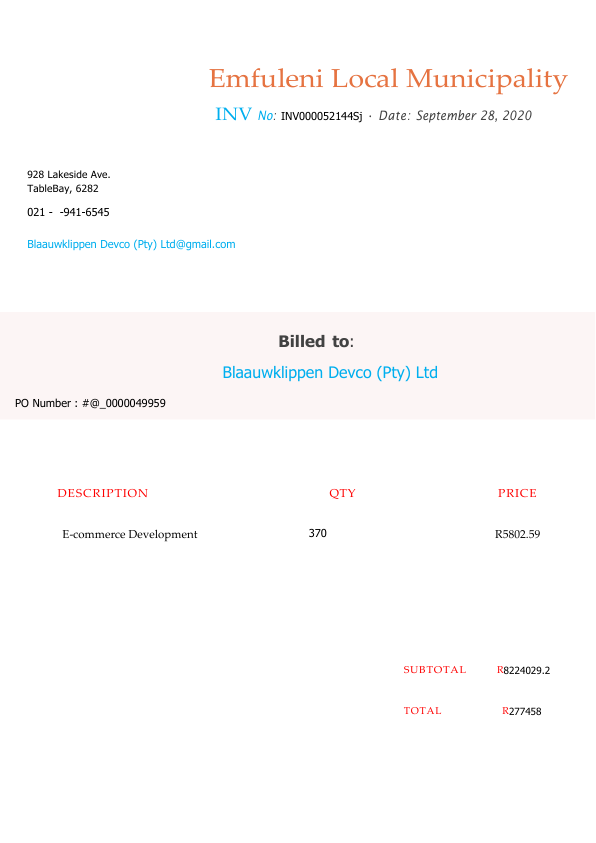 Emfuleni Local Municipality
INV No: INV000052144Sj · Date: September 28, 2020
928 Lakeside Ave.
TableBay, 6282
021 -  -941-6545
Blaauwklippen Devco (Pty) Ltd@gmail.com
Billed to:
Blaauwklippen Devco (Pty) Ltd
PO Number : #@_0000049959
DESCRIPTION QTY PRICE
E-commerce Development 370 R5802.59
SUBTOTAL R8224029.2
TOTAL R277458